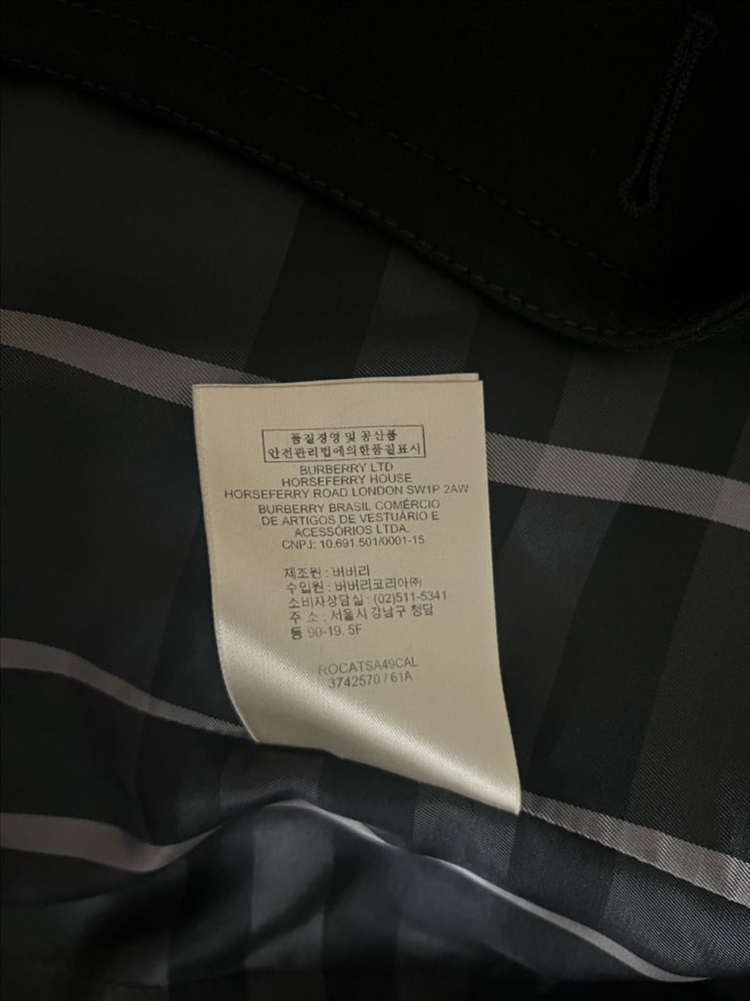 품질경영 및 공산품
안전관리법에의한품질표시
BURBERRY LTD
HORSEFERRY HOUSE
HORSEFERRY ROAD LONDON SW1P 2AW
BURBERRY BRASIL COMÉRCIO
DE ARTIGOS DE VESTUÁRIO E
ACESSÓRIOS LTDA.
CNPJ: 10.691.501/0001-15
제조원 : 버버리
수입원 : 버버리코리아㈜
소비자상담실 : (02)511-5341
주 소 : 서울시 강남구 청담
동 90-19. 5F
ROCATSA49CAL
3742570 / 61A